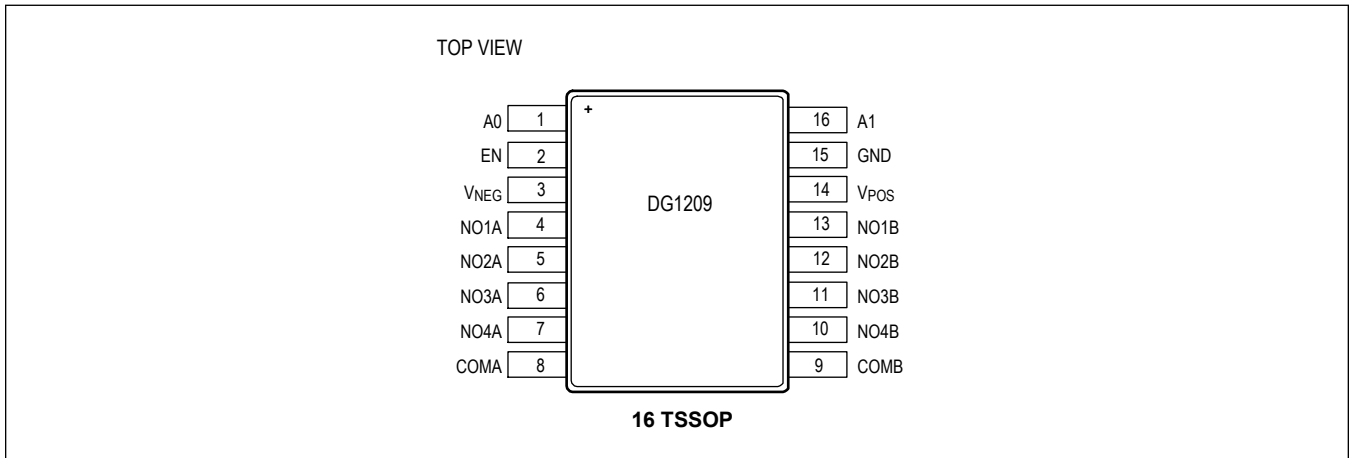 TOP VIEW
+
A0 1 16 A1
EN 2 15 GND
VNEG 3 14 VPOS
DG1209
NO1A 4 13 NO1B
NO2A 5 12 NO2B
NO3A 6 11 NO3B
NO4A 7 10 NO4B
COMA 8 9 COMB
16 TSSOP